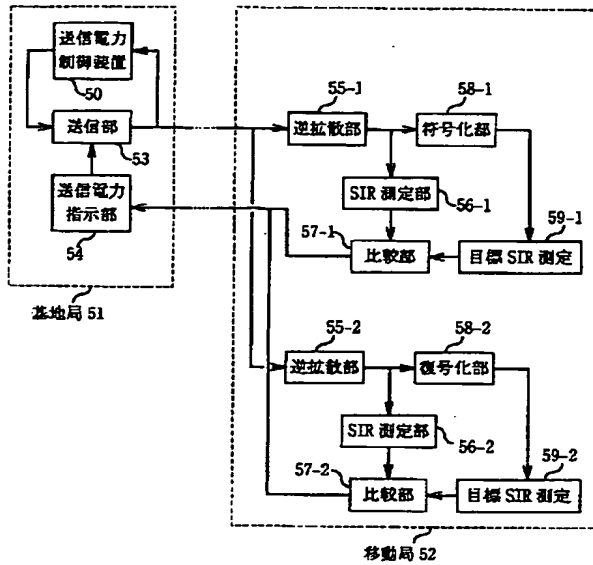 送信電力
制御装置
50
送信部
53
送信電力
指示部
54
基地局 51
55-1
逆拡散部
58-1
符号化部
SIR 測定部
56-1
57-1
比較部
59-1
目標 SIR 測定
55-2
逆拡散部
58-2
復号化部
SIR 測定部
56-2
57-2
比較部
59-2
目標 SIR 測定
移動局 52